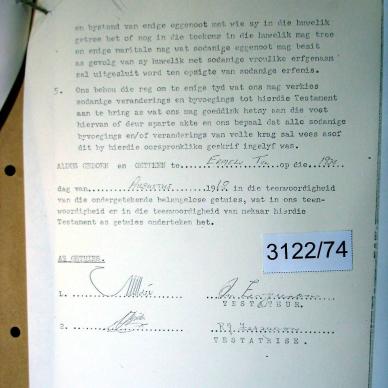 en bystand van enige eggenoot met wie sy in die huwelik
getree het of nog in die toekoms in die huwelik mag tree
en enige maritale mag wat sodanige eggenoot mag besit
as gevolg van sy huwelik met sodanige vroulike erfgenaam
sal uitgesluit word ten opsigte van sodanige erfenis.
5. Ons behou die reg om te enige tyd wat ons mag verkies
sodanige veranderings en byvoegings tot hierdie Testament
aan te bring as wat ons mag goeddink hetsy aan die voet
hiervan of deur aparte akte en ons bepaal dat alle sodanige
byvoegings en/of veranderings van volle krag sal wees asof
dit by hierdie oorspronklike geskrif ingelyf was.
ALDUS GEDOEN en GETEKEN te op die
dag van Augustus 19 in die teenwoordigheid
van die ondergetekende belangelose getuies, wat in ons teen-
woordigheid en in die teenwoordigheid van mekaar hierdie
Testament as getuies onderteken het.
3122/74
AS GETUIES.
1.
TESTATEUR.
2.
TESTATRISE.